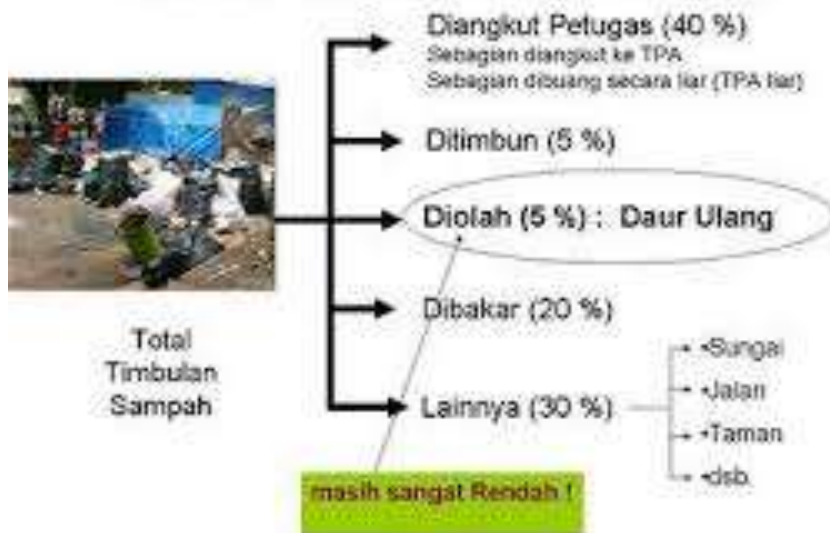 Diangkut Petugas (40 %)
Sebagian diangkut ke TPA
Sebagian dibuang secara liar (TPA liar)
Ditimbun (5 %)
Diolah (5 %) : Daur Ulang
Dibakar (20 %)
Total
Timbulan
Sampah
Lainnya (30 %)
•Sungai
•Jalan
•Taman
•dsb.
masih sangat Rendah !